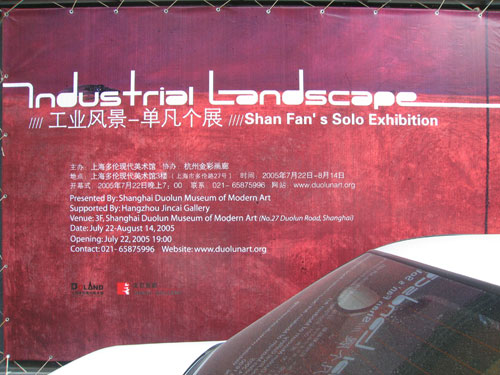 Industrial Landscape
//// 工业风景-单凡个展 //// Shan Fan's Solo Exhibition
主办：上海多伦现代美术馆 协办：杭州金彩画廊
地点：上海多伦现代美术馆3楼（上海市多伦路27号） 时间：2005年7月22日-8月14日
开幕式：2005年7月22日晚上7：00 联系：021- 65875996 网站：www.duolunart.org
Presented By: Shanghai Duolun Museum of Modern Art
Supported By: Hangzhou Jincai Gallery
Venue: 3F, Shanghai Duolun Museum of Modern Art (No.27 Duolun Road, Shanghai)
Date: July 22-August 14, 2005
Opening: July 22, 2005 19:00
Contact: 021- 65875996 Website: www.duolunart.org